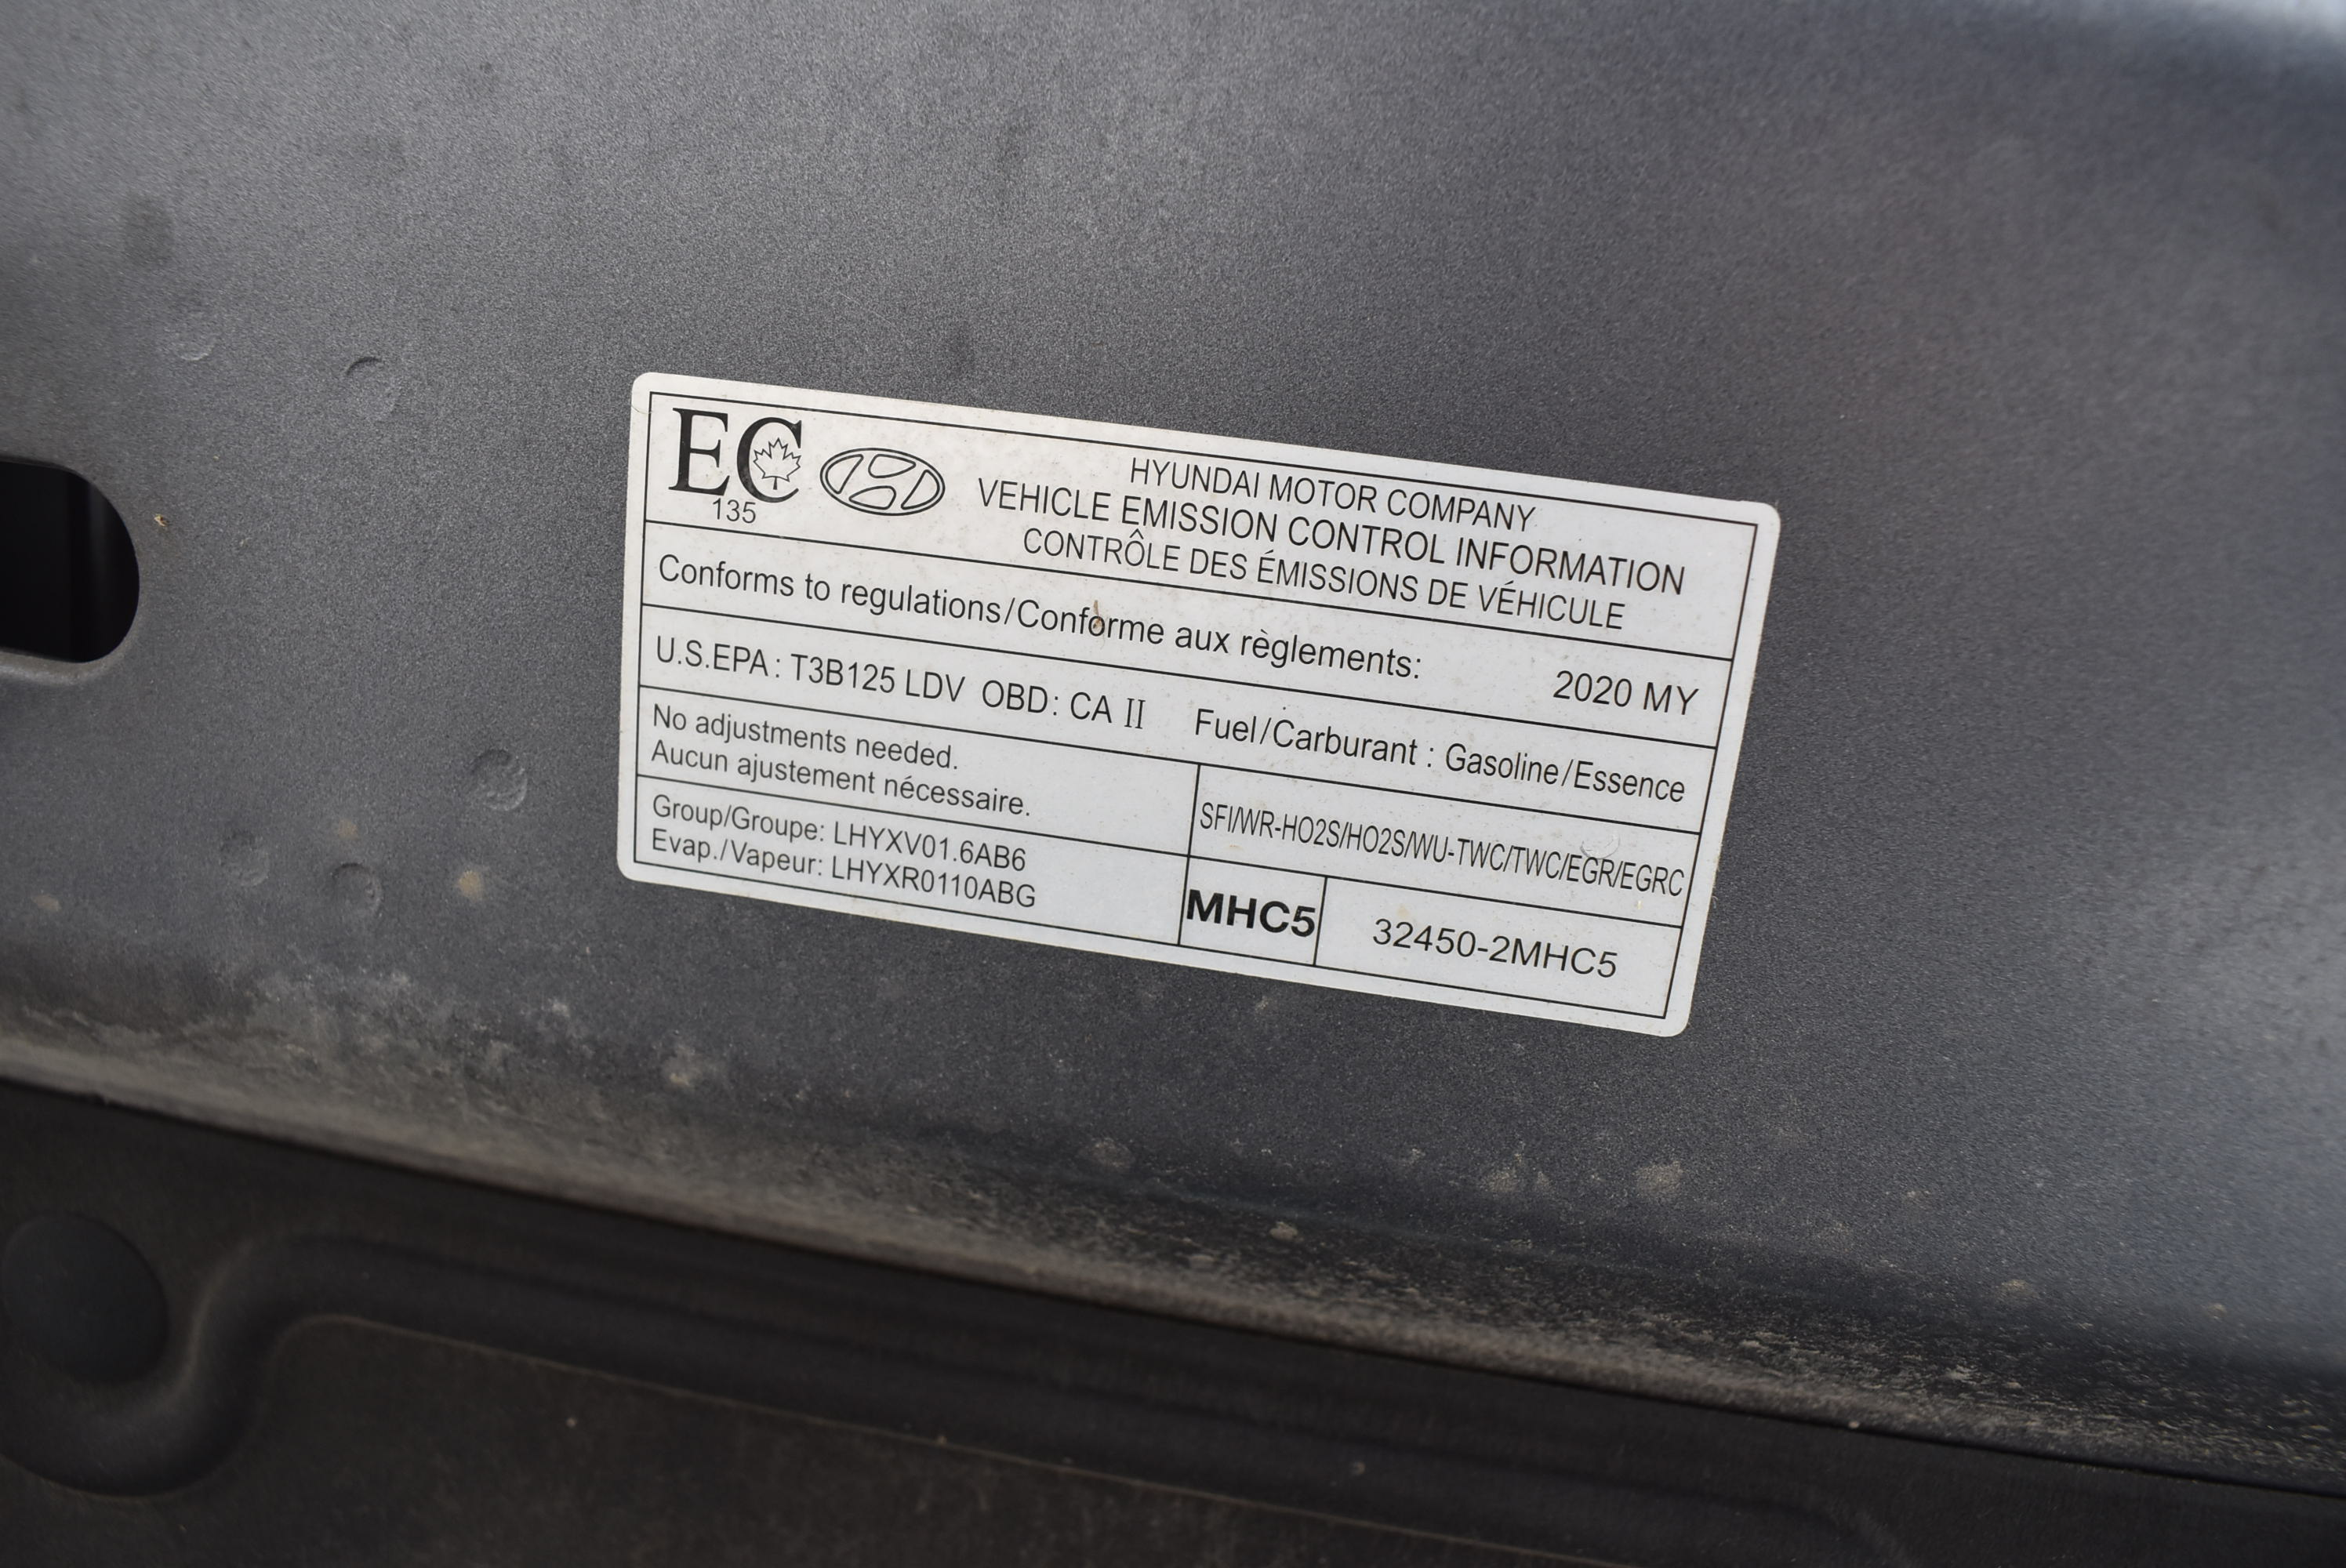 EC
135
HYUNDAI MOTOR COMPANY
VEHICLE EMISSION CONTROL INFORMATION
CONTRÔLE DES ÉMISSIONS DE VÉHICULE
Conforms to regulations/Conforme aux règlements: 2020 MY
U.S.EPA: T3B125 LDV OBD: CA II Fuel/Carburant : Gasoline/Essence
No adjustments needed.
Aucun ajustement nécessaire.
SFI/WR-HO2S/HO2S/WU-TWC/TWC/EGR/EGRC
Group/Groupe: LHYXV01.6AB6
Evap./Vapeur: LHYXR0110ABG
MHC5
32450-2MHC5